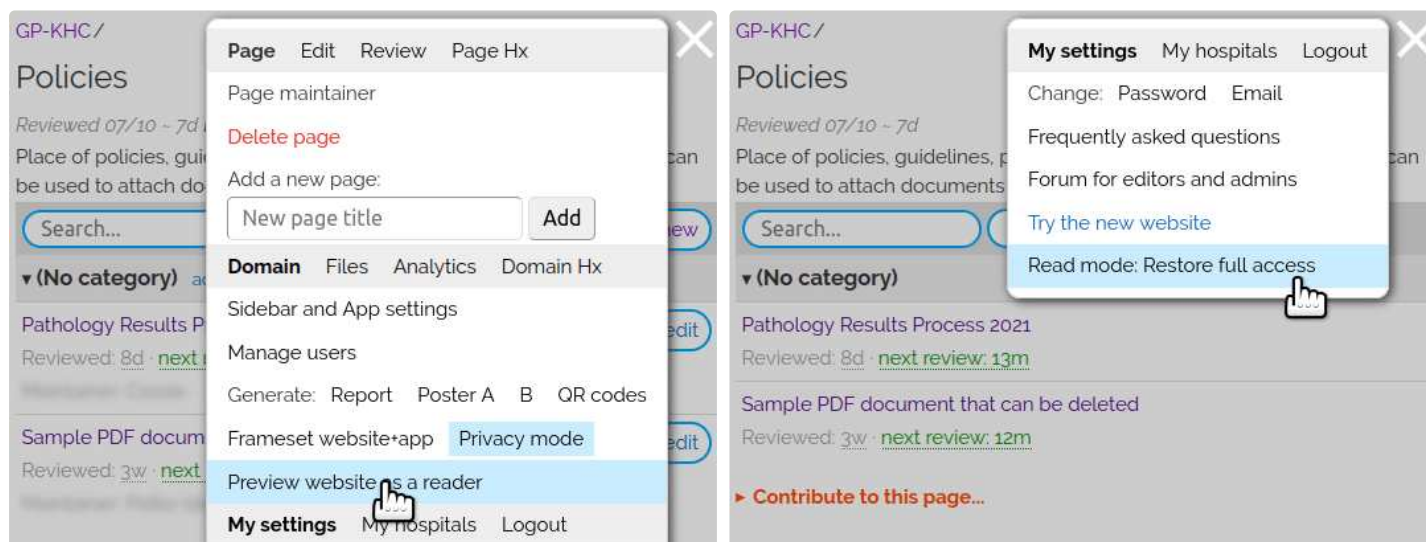 GP-KHC/
Policies
Reviewed 07/10 ~ 7d
Place of policies, gui
can
be used to attach do
Search...
new
▾ (No category)
Pathology Results P
edit
Reviewed: 8d · next
Sample PDF docum
edit
Reviewed: 3w · next
Page Edit Review Page Hx
Page maintainer
Delete page
Add a new page:
New page title Add
Domain Files Analytics Domain Hx
Sidebar and App settings
Manage users
Generate: Report Poster A B QR codes
Frameset website+app Privacy mode
Preview website as a reader
My settings My hospitals Logout
GP-KHC/
Policies
Reviewed 07/10 ~ 7d
Place of policies, guidelines, p
can
be used to attach documents
Search...
▾ (No category)
Pathology Results Process 2021
Reviewed: 8d · next review: 13m
Sample PDF document that can be deleted
Reviewed: 3w · next review: 12m
▸ Contribute to this page...
My settings My hospitals Logout
Change: Password Email
Frequently asked questions
Forum for editors and admins
Try the new website
Read mode: Restore full access